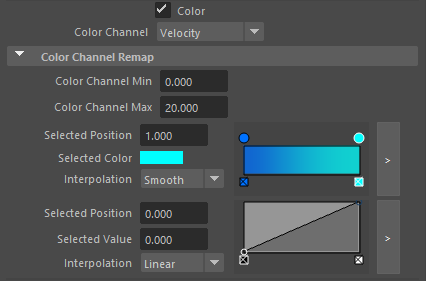 Color
Color Channel Velocity
Color Channel Remap
Color Channel Min 0.000
Color Channel Max 20.000
Selected Position 1.000
Selected Color
Interpolation Smooth
>
Selected Position 0.000
Selected Value 0.000
Interpolation Linear
>